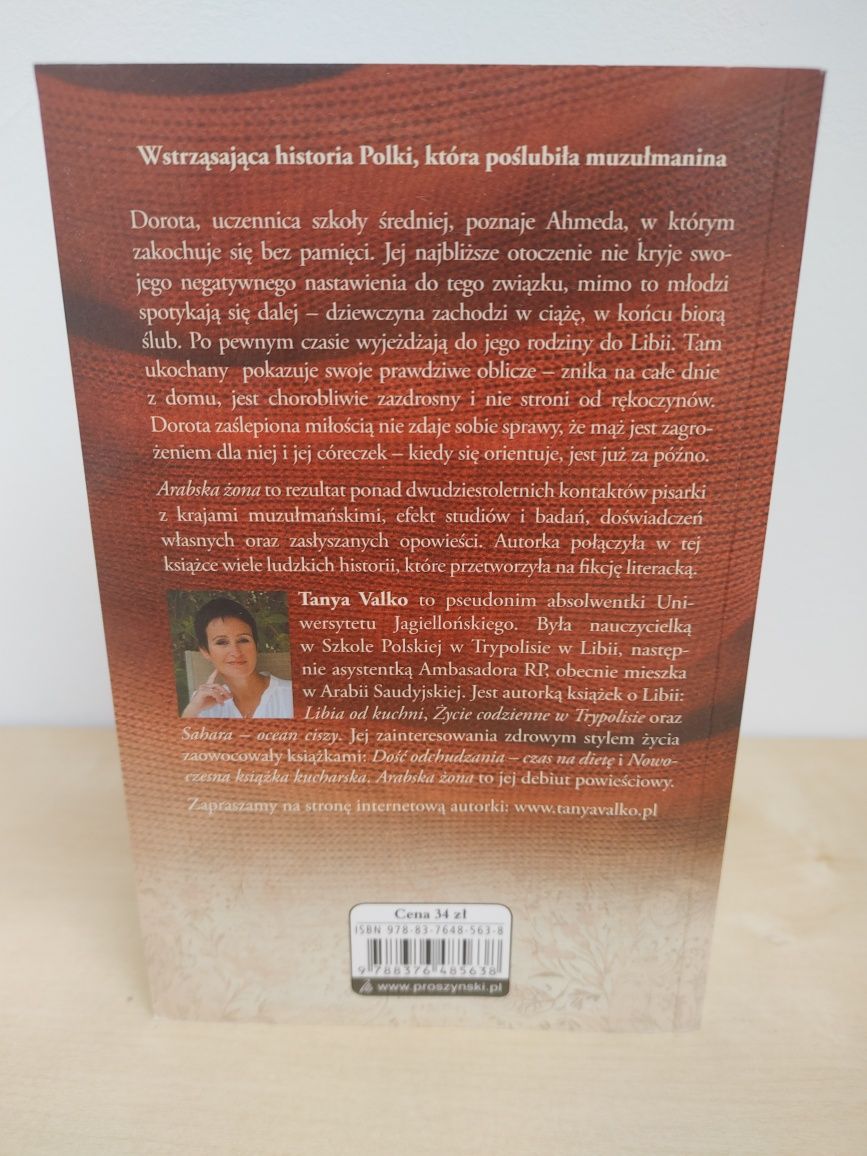 Wstrząsająca historia Polki, która poślubiła muzułmanina
Dorota, uczennica szkoły średniej, poznaje Ahmeda, w którym
zakochuje się bez pamięci. Jej najbliższe otoczenie nie kryje swo-
jego negatywnego nastawienia do tego związku, mimo to młodzi
spotykają się dalej – dziewczyna zachodzi w ciążę, w końcu biorą
ślub. Po pewnym czasie wyjeżdżają do jego rodziny do Libii. Tam
ukochany pokazuje swoje prawdziwe oblicze – znika na całe dnie
z domu, jest chorobliwie zazdrosny i nie stroni od rękoczynów.
Dorota zaślepiona miłością nie zdaje sobie sprawy, że mąż jest zagro-
żeniem dla niej i jej córeczek – kiedy się orientuje, jest już za późno.
Arabska żona to rezultat ponad dwudziestoletnich kontaktów pisarki
z krajami muzułmańskimi, efekt studiów i badań, doświadczeń
własnych oraz zasłyszanych opowieści. Autorka połączyła w tej
książce wiele ludzkich historii, które przetworzyła na fikcję literacką.
Tanya Valko to pseudonim absolwentki Uni-
wersytetu Jagiellońskiego. Była nauczycielką
w Szkole Polskiej w Trypolisie w Libii, następ-
nie asystentką Ambasadora RP, obecnie mieszka
w Arabii Saudyjskiej. Jest autorką książek o Libii:
Libia od kuchni, Życie codzienne w Trypolisie oraz
Sahara – ocean ciszy. Jej zainteresowania zdrowym stylem życia
zaowocowały książkami: Dość odchudzania – czas na dietę i Nowo-
czesna książka kucharska. Arabska żona to jej debiut powieściowy.
Zapraszamy na stronę internetową autorki: www.tanyavalko.pl
Cena 34 zł
ISBN 978-83-7648-563-8
9 788376 485638
www.proszynski.pl